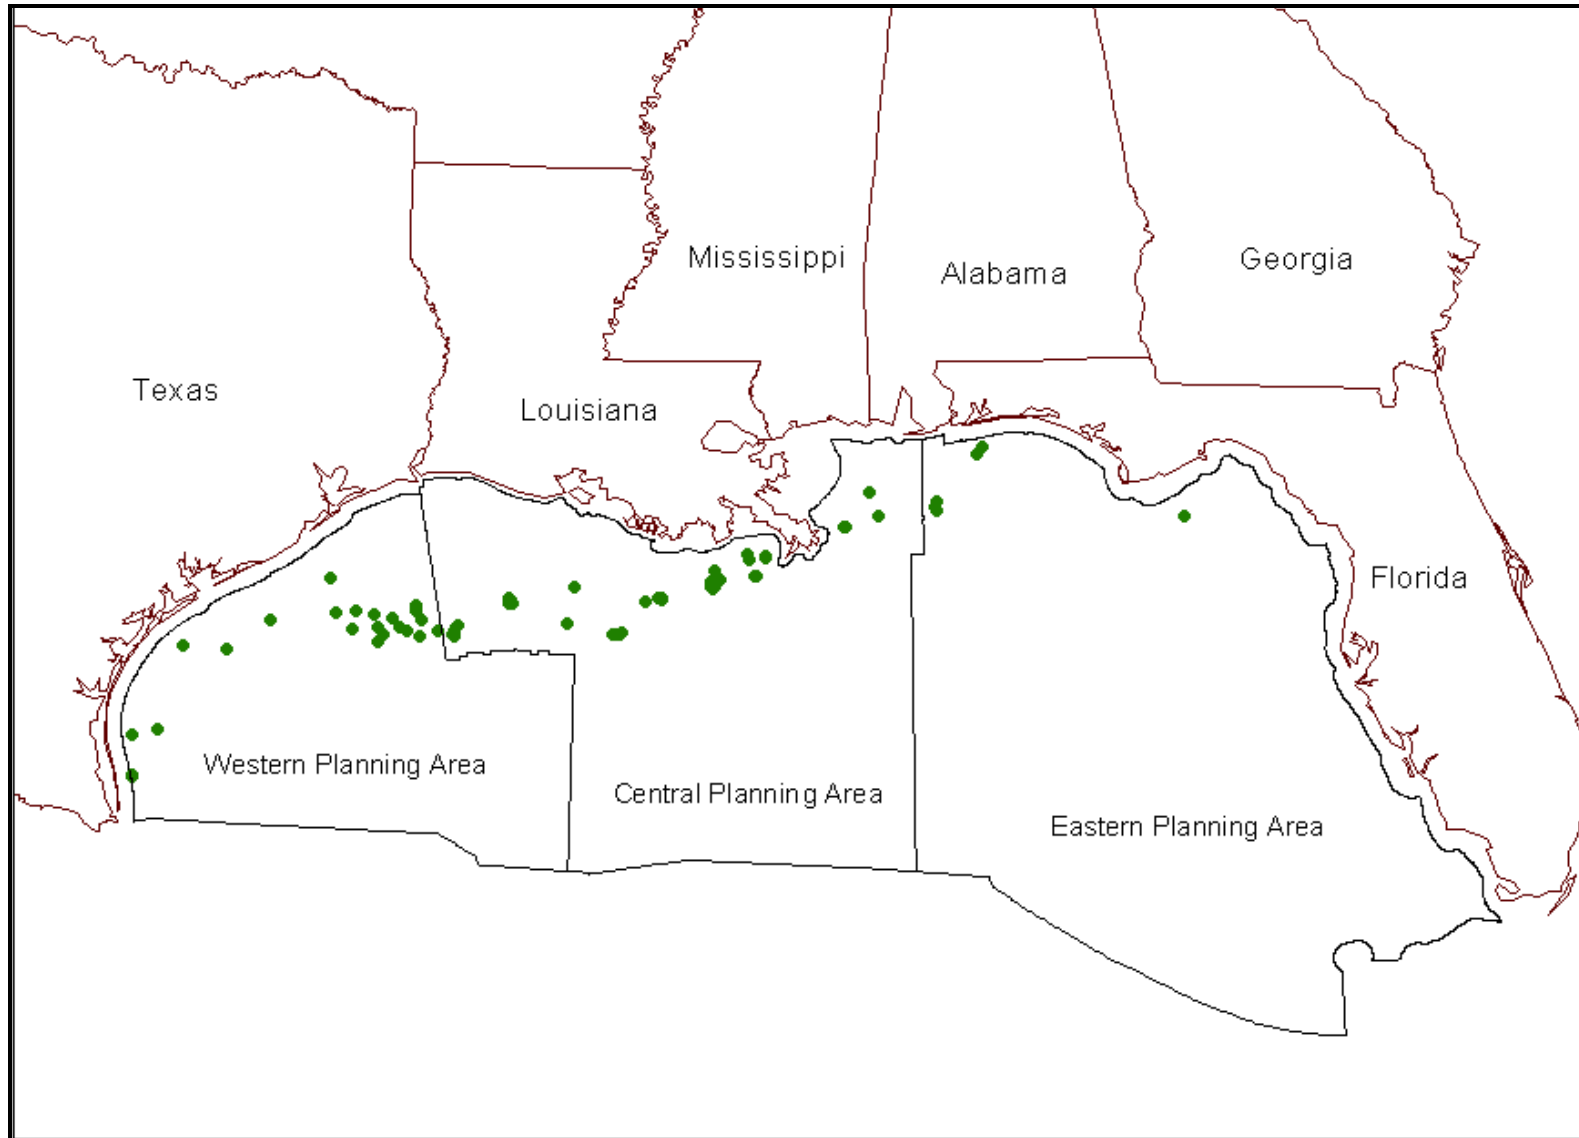 Mississippi
Alabama
Georgia
Texas
Louisiana
Florida
Western Planning Area
Central Planning Area
Eastern Planning Area